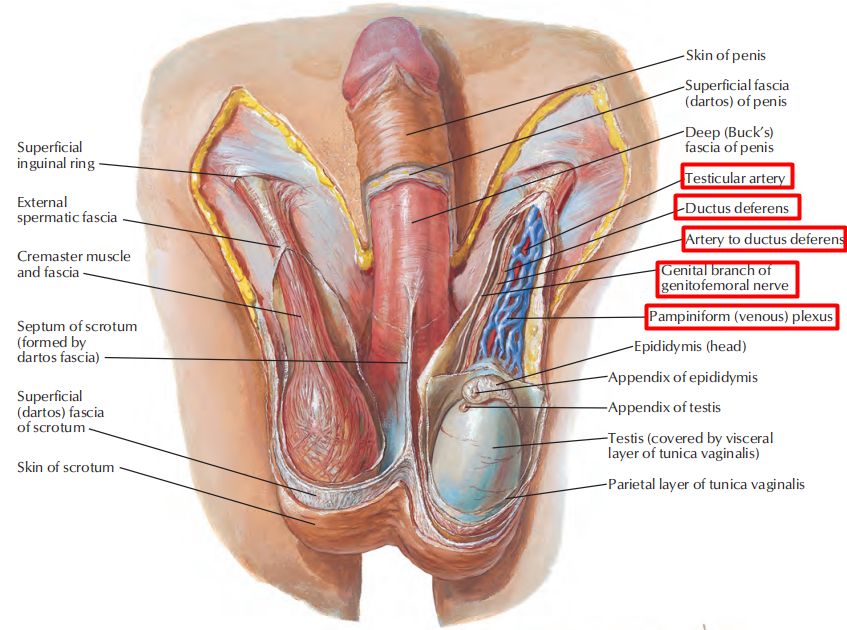 Skin of penis
Superficial fascia
(dartos) of penis
Deep (Buck's)
fascia of penis
Testicular artery
Ductus deferens
Artery to ductus deferens
Genital branch of
genitofemoral nerve
Pampiniform (venous) plexus
Epididymis (head)
Appendix of epididymis
Appendix of testis
Testis (covered by visceral
layer of tunica vaginalis)
Parietal layer of tunica vaginalis
Superficial
inguinal ring
External
spermatic fascia
Cremaster muscle
and fascia
Septum of scrotum
(formed by
dartos fascia)
Superficial
(dartos) fascia
of scrotum
Skin of scrotum